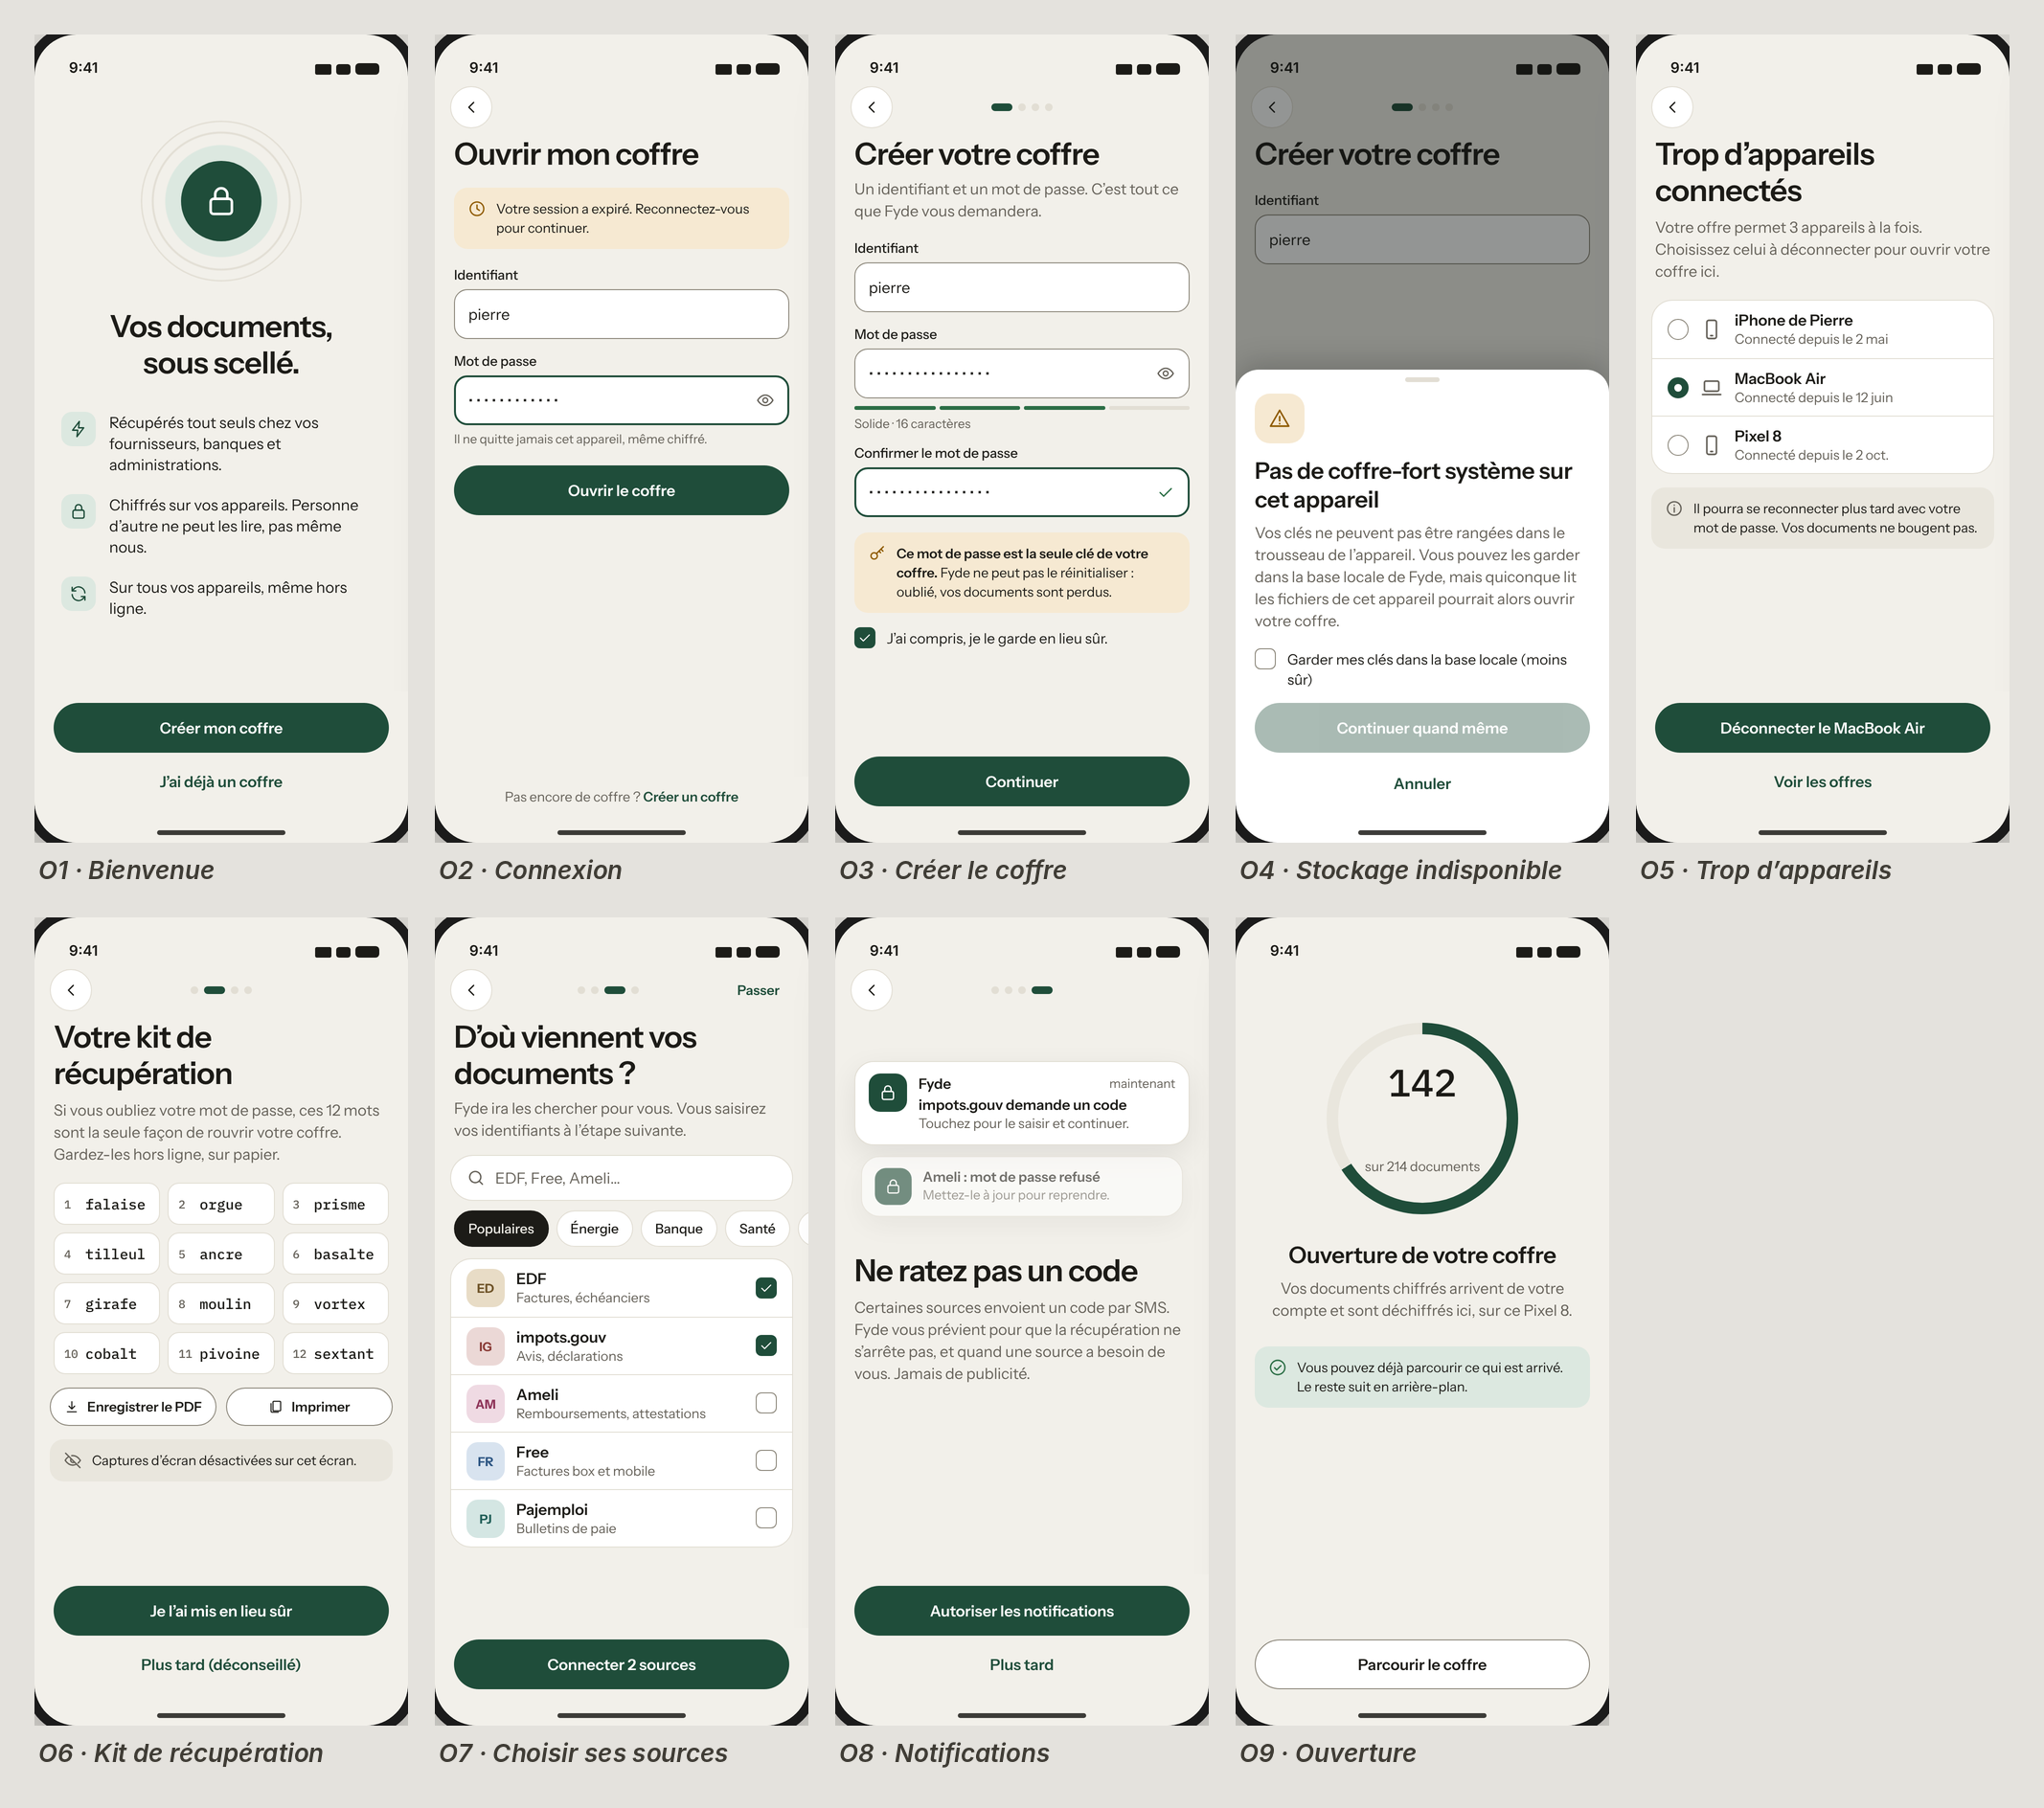 9:41
Vos documents,
sous scellé.
Récupérés tout seuls chez vos
fournisseurs, banques et
administrations.
Chiffrés sur vos appareils. Personne
d’autre ne peut les lire, pas même
nous.
Sur tous vos appareils, même hors
ligne.
Créer mon coffre
J’ai déjà un coffre
O1 · Bienvenue
9:41
Ouvrir mon coffre
Votre session a expiré. Reconnectez-vous
pour continuer.
Identifiant
pierre
Mot de passe
············
Il ne quitte jamais cet appareil, même chiffré.
Ouvrir le coffre
Pas encore de coffre ? Créer un coffre
O2 · Connexion
9:41
Créer votre coffre
Un identifiant et un mot de passe. C’est tout ce
que Fyde vous demandera.
Identifiant
pierre
Mot de passe
················
Solide · 16 caractères
Confirmer le mot de passe
················
Ce mot de passe est la seule clé de votre
coffre. Fyde ne peut pas le réinitialiser :
oublié, vos documents sont perdus.
J’ai compris, je le garde en lieu sûr.
Continuer
O3 · Créer le coffre
9:41
Créer votre coffre
Identifiant
pierre
Pas de coffre-fort système sur
cet appareil
Vos clés ne peuvent pas être rangées dans le
trousseau de l’appareil. Vous pouvez les garder
dans la base locale de Fyde, mais quiconque lit
les fichiers de cet appareil pourrait alors ouvrir
votre coffre.
Garder mes clés dans la base locale (moins
sûr)
Continuer quand même
Annuler
O4 · Stockage indisponible
9:41
Trop d’appareils
connectés
Votre offre permet 3 appareils à la fois.
Choisissez celui à déconnecter pour ouvrir votre
coffre ici.
iPhone de Pierre
Connecté depuis le 2 mai
MacBook Air
Connecté depuis le 12 juin
Pixel 8
Connecté depuis le 2 oct.
Il pourra se reconnecter plus tard avec votre
mot de passe. Vos documents ne bougent pas.
Déconnecter le MacBook Air
Voir les offres
O5 · Trop d’appareils
9:41
Votre kit de
récupération
Si vous oubliez votre mot de passe, ces 12 mots
sont la seule façon de rouvrir votre coffre.
Gardez-les hors ligne, sur papier.
1 falaise 2 orgue 3 prisme
4 tilleul 5 ancre 6 basalte
7 girafe 8 moulin 9 vortex
10 cobalt 11 pivoine 12 sextant
Enregistrer le PDF Imprimer
Captures d’écran désactivées sur cet écran.
Je l’ai mis en lieu sûr
Plus tard (déconseillé)
O6 · Kit de récupération
9:41
Passer
D’où viennent vos
documents ?
Fyde ira les chercher pour vous. Vous saisirez
vos identifiants à l’étape suivante.
EDF, Free, Ameli…
Populaires Énergie Banque Santé
ED EDF
Factures, échéanciers
IG impots.gouv
Avis, déclarations
AM Ameli
Remboursements, attestations
FR Free
Factures box et mobile
PJ Pajemploi
Bulletins de paie
Connecter 2 sources
O7 · Choisir ses sources
9:41
Fyde maintenant
impots.gouv demande un code
Touchez pour le saisir et continuer.
Ameli : mot de passe refusé
Mettez-le à jour pour reprendre.
Ne ratez pas un code
Certaines sources envoient un code par SMS.
Fyde vous prévient pour que la récupération ne
s’arrête pas, et quand une source a besoin de
vous. Jamais de publicité.
Autoriser les notifications
Plus tard
O8 · Notifications
9:41
142
sur 214 documents
Ouverture de votre coffre
Vos documents chiffrés arrivent de votre
compte et sont déchiffrés ici, sur ce Pixel 8.
Vous pouvez déjà parcourir ce qui est arrivé.
Le reste suit en arrière-plan.
Parcourir le coffre
O9 · Ouverture